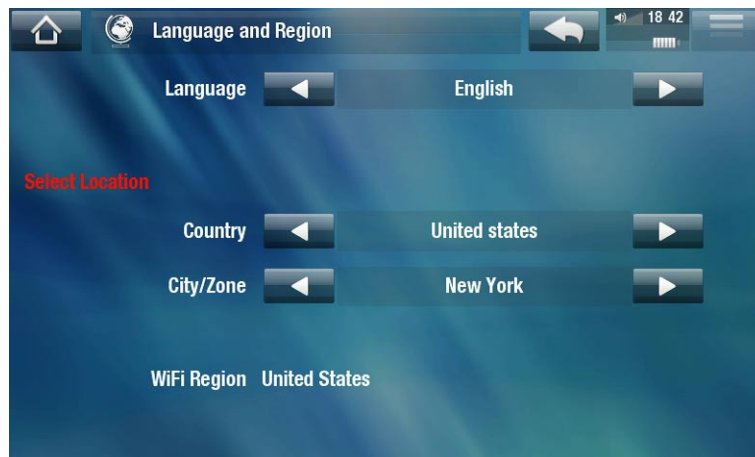 Language and Region
18 42
Language English
Select Location
Country United states
City/Zone New York
WiFi Region United States